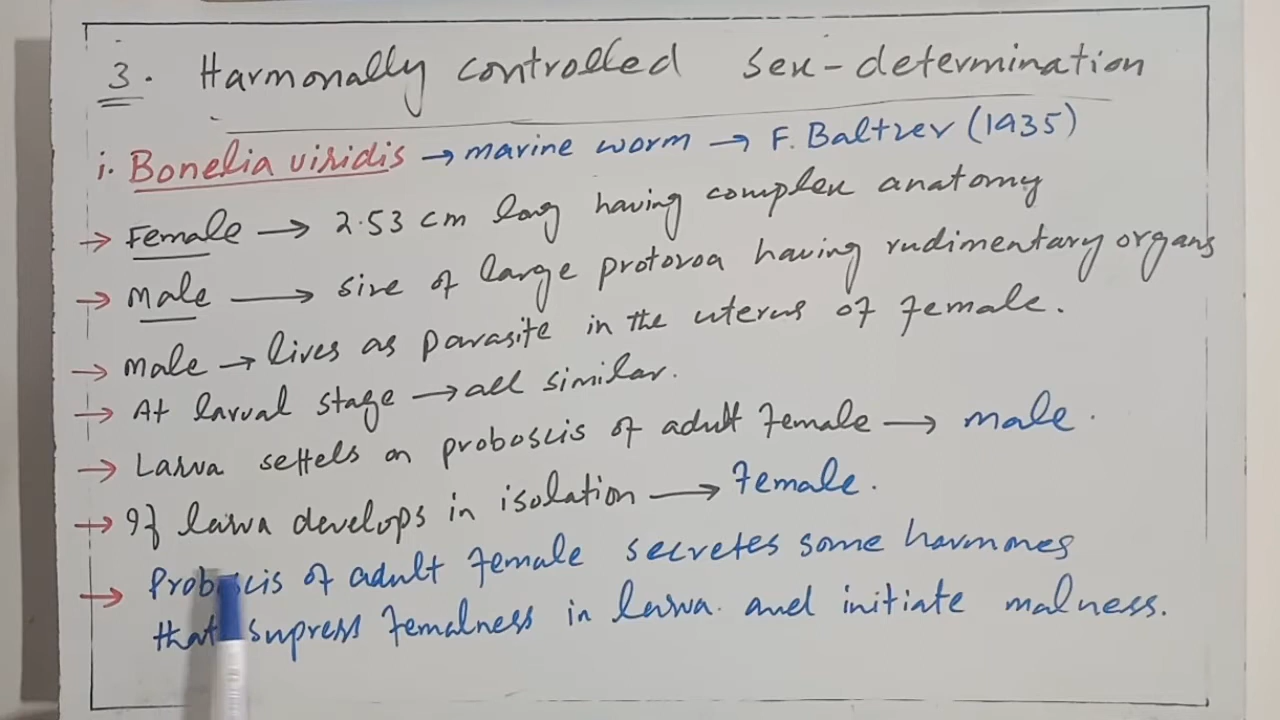 3. Harmonally controlled sex-determination
i. Bonelia viridis → marine worm → F. Baltzer (1935)
→ Female → 2.53 cm long having complex anatomy
→ Male → size of large protozoa having rudimentary organs
→ Male → lives as parasite in the uterus of female.
→ At larval stage → all similar.
→ Larva settels on proboscis of adult female → male.
→ If larva develops in isolation → Female.
→ Proboscis of adult female secretes some harmones
that supress femalness in larva. and initiate malness.